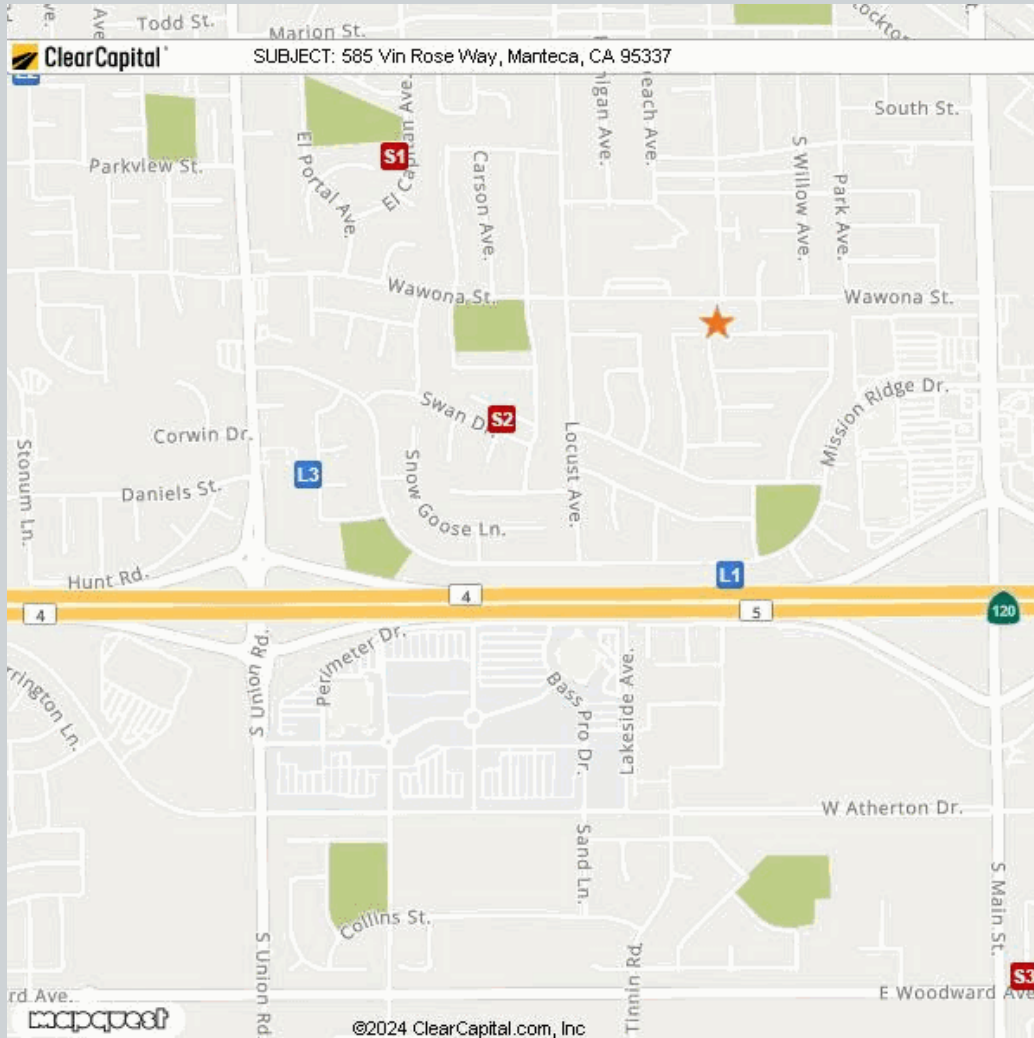 Todd St.
Marion St.
ClearCapital
SUBJECT: 585 Vin Rose Way, Manteca, CA 95337
South St.
S1
Parkview St.
El Portal Ave.
El Capitan Ave.
Carson Ave.
S Willow Ave.
Park Ave.
Wawona St.
Wawona St.
Swan Dr.
S2
Mission Ridge Dr.
Corwin Dr.
Locust Ave.
Stonum Ln.
L3
Daniels St.
Snow Goose Ln.
Hunt Rd.
L1
4
4
5
120
S Union Rd.
Perimeter Dr.
Bass Pro Dr.
Lakeside Ave.
W Atherton Dr.
Sand Ln.
S Main St.
Collins St.
S Union Rd.
Tinnin Rd.
S3
rd Ave.
E Woodward Ave
mapquest
©2024 ClearCapital.com, Inc